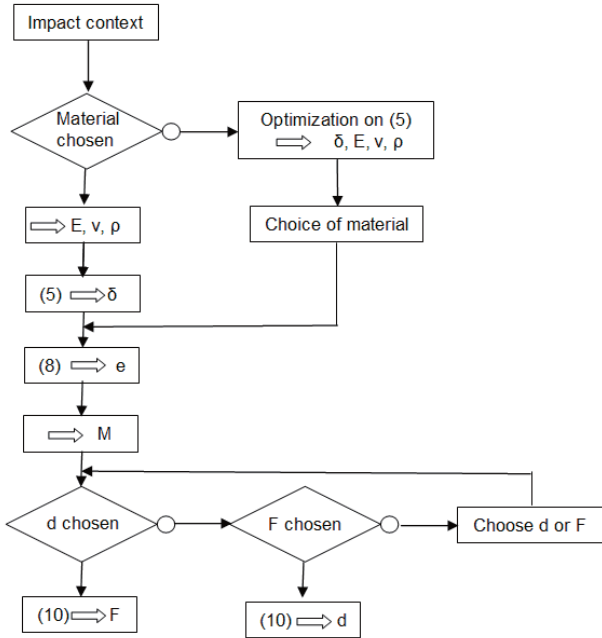 Impact context
Material
chosen
Optimization on (5)
⇨ δ, E, ν, ρ
⇨ E, ν, ρ
Choice of material
(5) ⇨ δ
(8) ⇨ e
⇨ M
d chosen
F chosen
Choose d or F
(10) ⇨ F
(10) ⇨ d